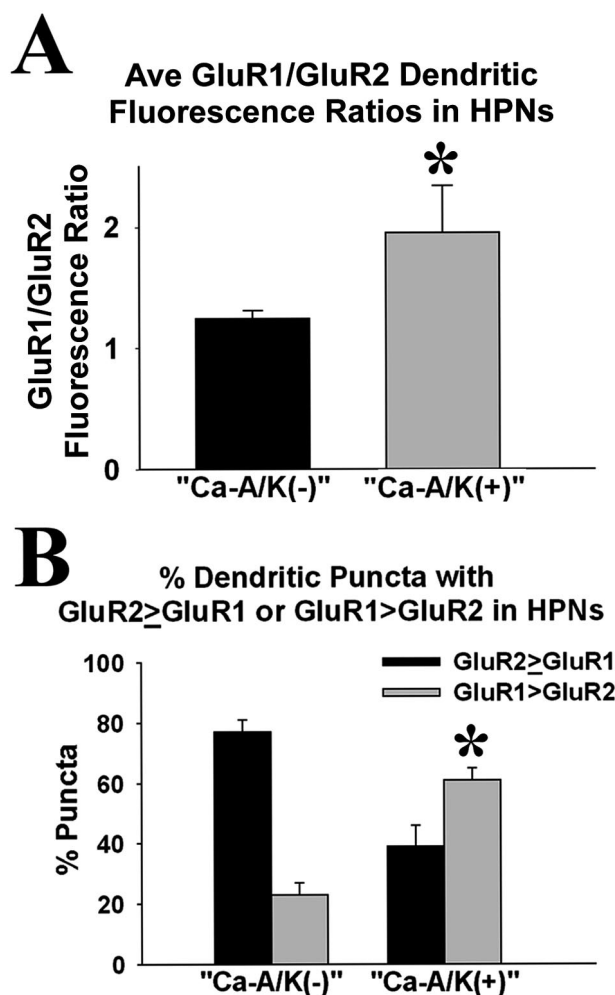 A
Ave GluR1/GluR2 Dendritic
Fluorescence Ratios in HPNs
*
GluR1/GluR2
Fluorescence Ratio
2
1
0
"Ca-A/K(-)" "Ca-A/K(+)"
B
% Dendritic Puncta with
GluR2≥GluR1 or GluR1>GluR2 in HPNs
GluR2≥GluR1
GluR1>GluR2
*
% Puncta
100
80
60
40
20
0
"Ca-A/K(-)" "Ca-A/K(+)"